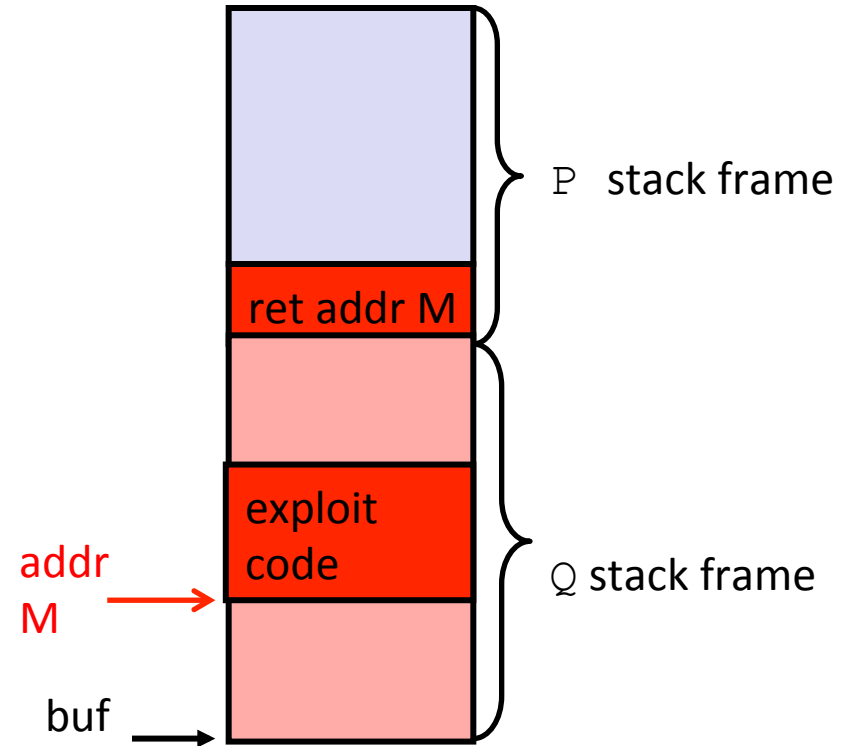 P stack frame
ret addr M
exploit
code
addr
M
Q stack frame
buf